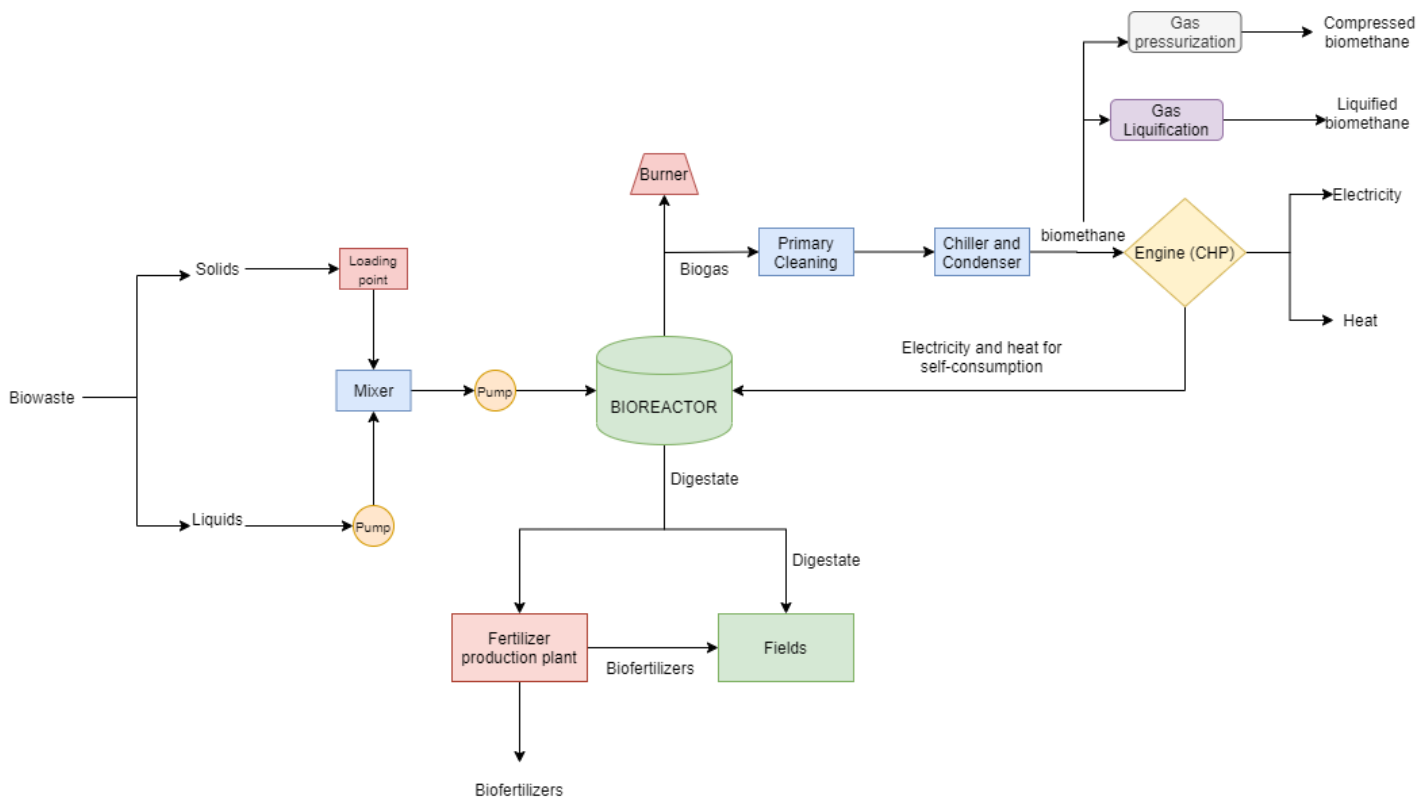 Gas
pressurization
Compressed
biomethane
Gas
Liquification
Liquified
biomethane
Burner
Electricity
biomethane
Primary
Cleaning
Chiller and
Condenser
Engine (CHP)
Biogas
Solids
Loading
point
Heat
Electricity and heat for
self-consumption
Mixer
Pump
BIOREACTOR
Biowaste
Digestate
Liquids
Pump
Digestate
Fertilizer
production plant
Fields
Biofertilizers
Biofertilizers